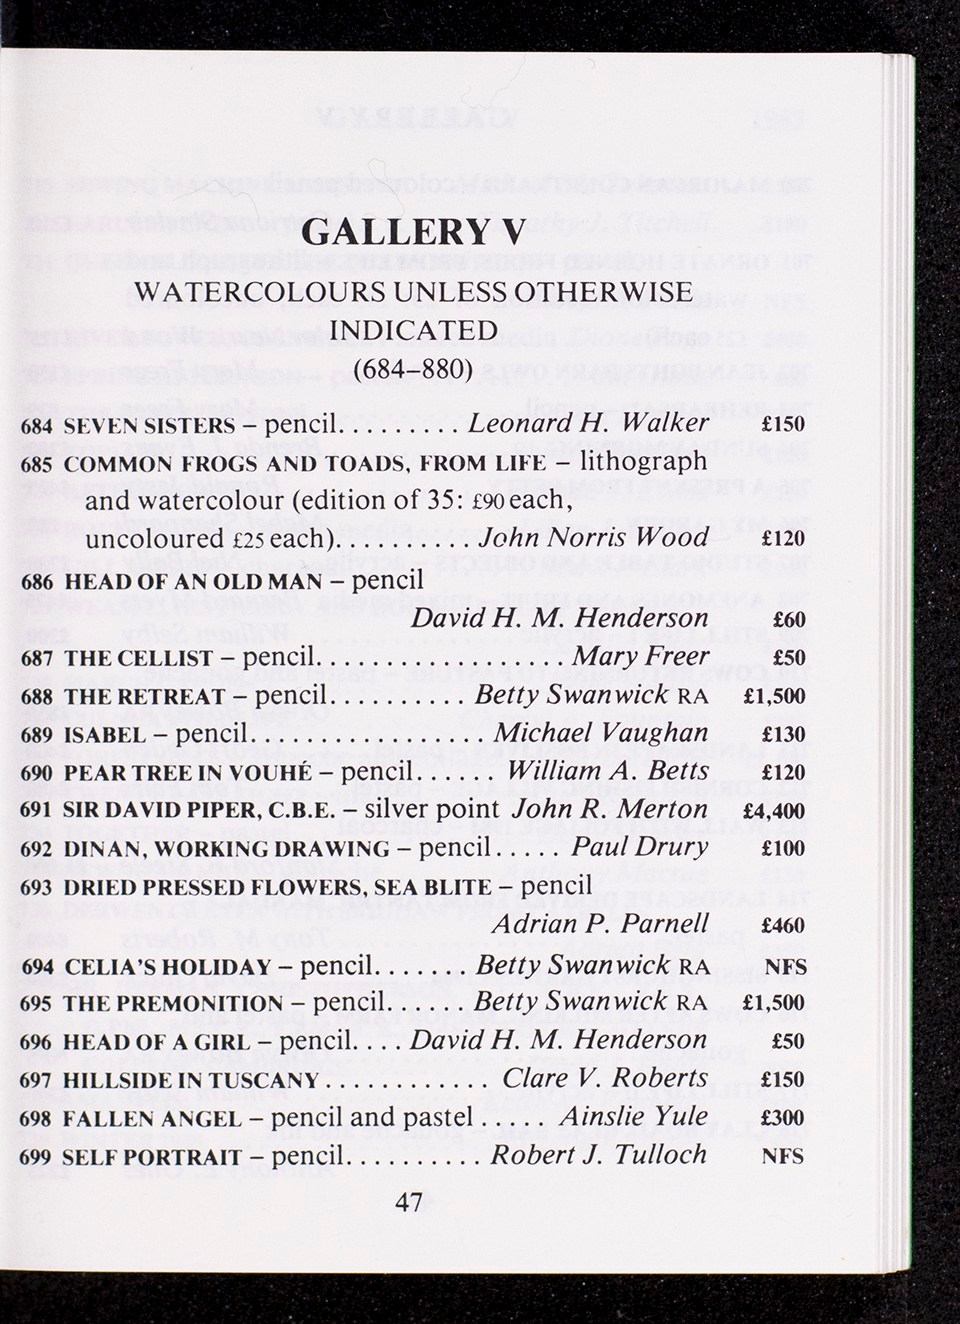 GALLERY V
WATERCOLOURS UNLESS OTHERWISE
INDICATED
(684–880)
684 SEVEN SISTERS – pencil. . . . . . . . Leonard H. Walker £150
685 COMMON FROGS AND TOADS, FROM LIFE – lithograph
and watercolour (edition of 35: £90 each,
uncoloured £25 each). . . . . . . . . . John Norris Wood £120
686 HEAD OF AN OLD MAN – pencil
David H. M. Henderson £60
687 THE CELLIST – pencil. . . . . . . . . . . . . . . . . . Mary Freer £50
688 THE RETREAT – pencil. . . . . . . . . . Betty Swanwick RA £1,500
689 ISABEL – pencil. . . . . . . . . . . . . . . . . Michael Vaughan £130
690 PEAR TREE IN VOUHÉ – pencil. . . . . . William A. Betts £120
691 SIR DAVID PIPER, C.B.E. – silver point John R. Merton £4,400
692 DINAN, WORKING DRAWING – pencil. . . . . . Paul Drury £100
693 DRIED PRESSED FLOWERS, SEA BLITE – pencil
Adrian P. Parnell £460
694 CELIA'S HOLIDAY – pencil. . . . . . . Betty Swanwick RA NFS
695 THE PREMONITION – pencil. . . . . . Betty Swanwick RA £1,500
696 HEAD OF A GIRL – pencil. . . . David H. M. Henderson £50
697 HILLSIDE IN TUSCANY. . . . . . . . . . . . Clare V. Roberts £150
698 FALLEN ANGEL – pencil and pastel . . . . . Ainslie Yule £300
699 SELF PORTRAIT – pencil. . . . . . . . . . Robert J. Tulloch NFS
47